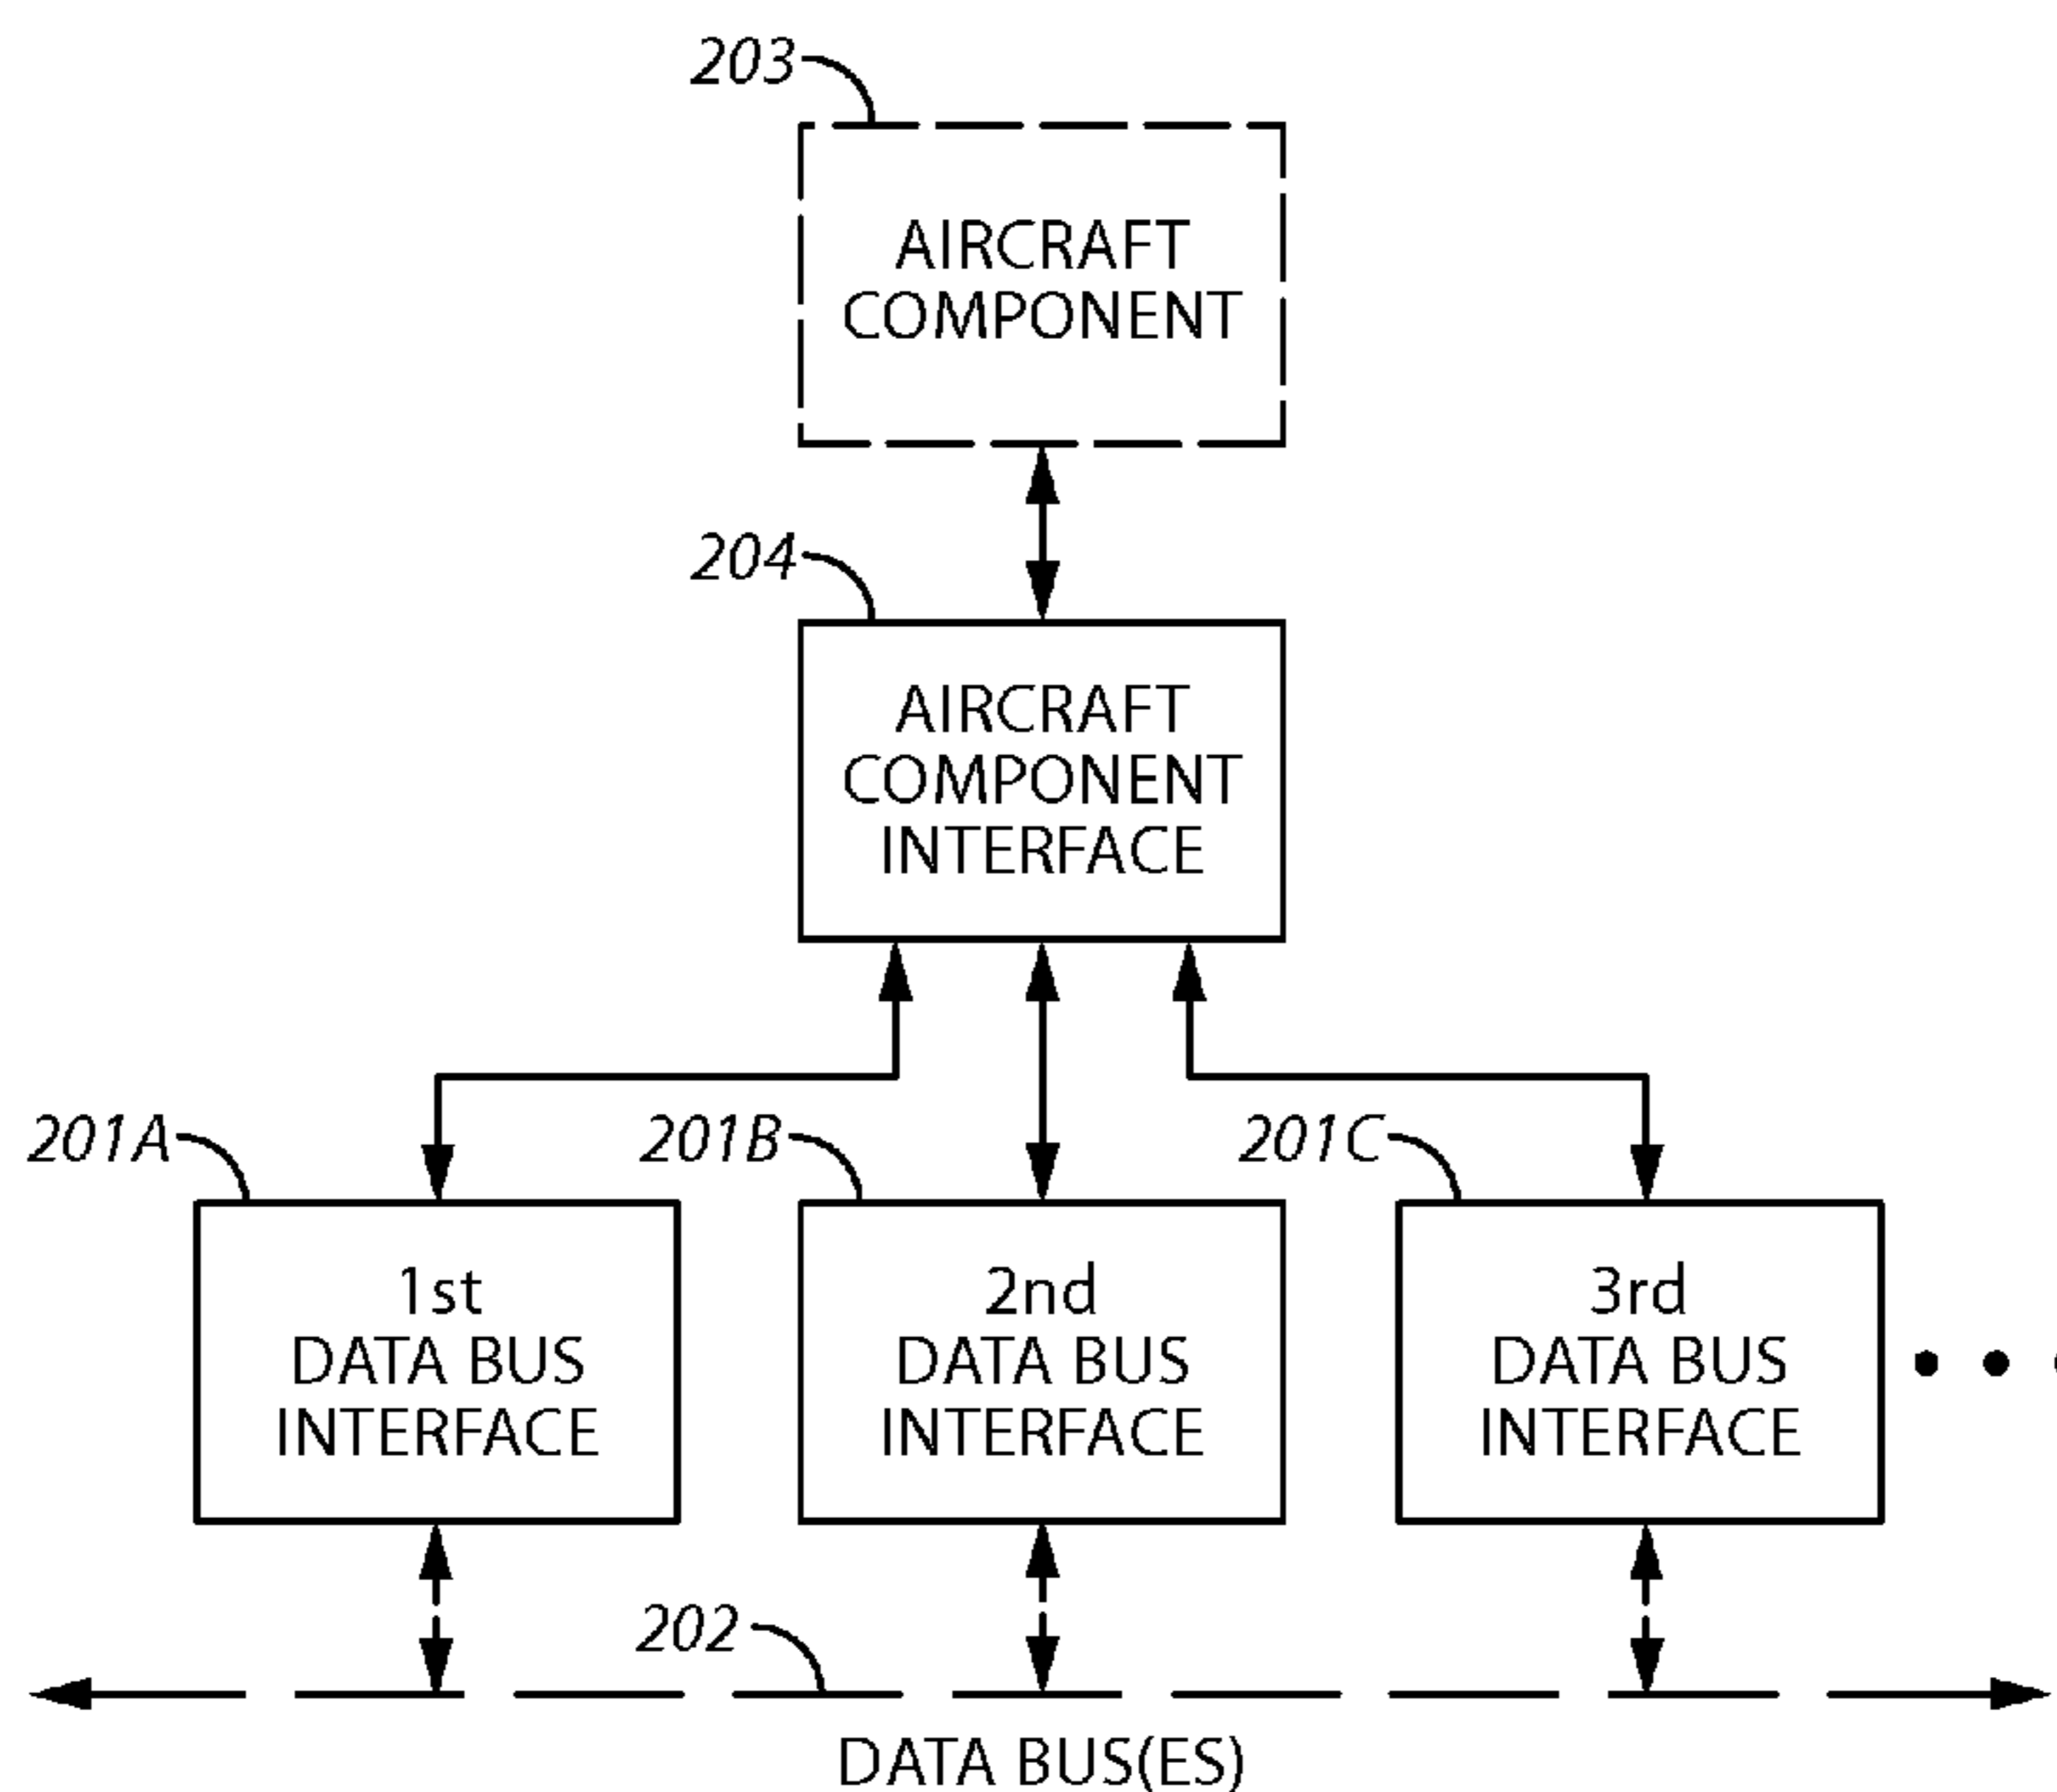 203
AIRCRAFT
COMPONENT
204
AIRCRAFT
COMPONENT
INTERFACE
201A
201B
201C
1st
DATA BUS
INTERFACE
2nd
DATA BUS
INTERFACE
3rd
DATA BUS
INTERFACE
202
DATA BUS(ES)